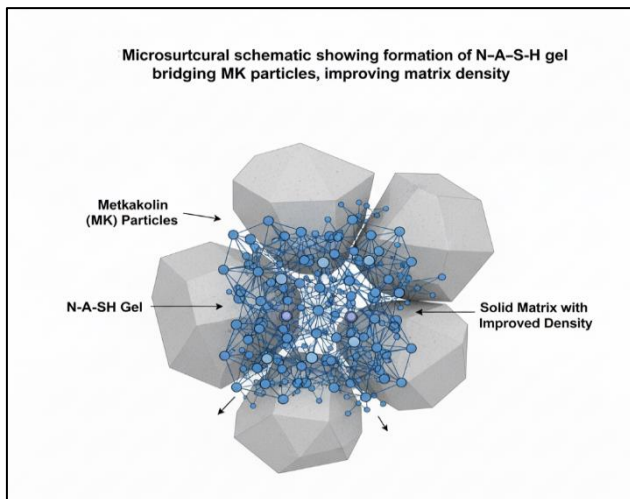 Microsurtcural schematic showing formation of N–A–S-H gel
bridging MK particles, improving matrix density
Metkakolin
(MK) Particles
N-A-SH Gel
Solid Matrix with
Improved Density